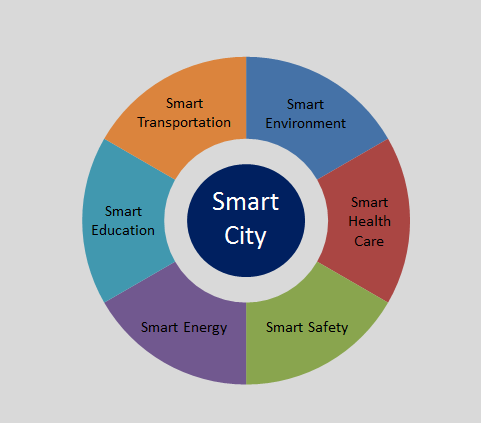 Smart
Transportation
Smart
Environment
Smart
Health
Care
Smart Safety
Smart Energy
Smart
Education
Smart
City